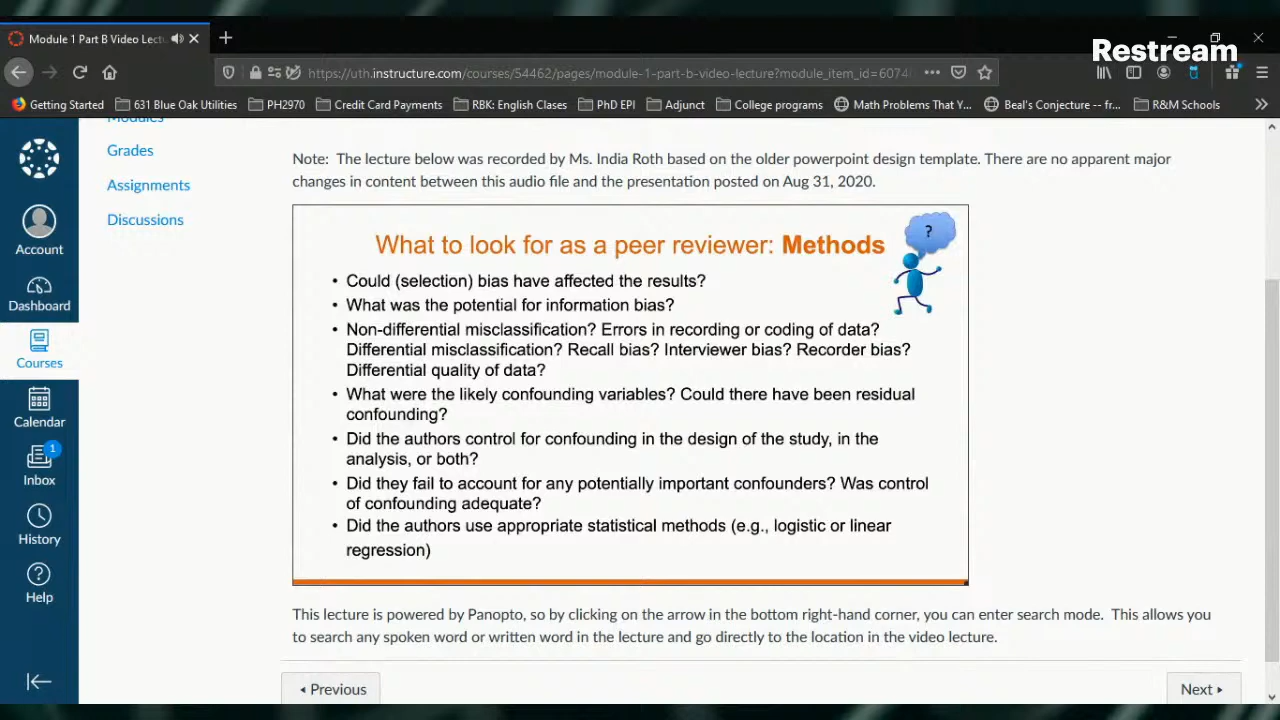 Module 1 Part B Video Lectu
Restream
https://uth.instructure.com/courses/54462/pages/module-1-part-b-video-lecture?module_item_id=6074
Getting Started
631 Blue Oak Utilities
PH2970
Credit Card Payments
RBK: English Classes
PhD EPI
Adjunct
College programs
Math Problems That Y...
Beal's Conjecture -- fr...
R&M Schools
Account
Dashboard
Courses
Calendar
1
Inbox
History
Help
Modules
Grades
Assignments
Discussions
Note: The lecture below was recorded by Ms. India Roth based on the older powerpoint design template. There are no apparent major
changes in content between this audio file and the presentation posted on Aug 31, 2020.
What to look for as a peer reviewer: Methods
?
• Could (selection) bias have affected the results?
• What was the potential for information bias?
• Non-differential misclassification? Errors in recording or coding of data?
Differential misclassification? Recall bias? Interviewer bias? Recorder bias?
Differential quality of data?
• What were the likely confounding variables? Could there have been residual
confounding?
• Did the authors control for confounding in the design of the study, in the
analysis, or both?
• Did they fail to account for any potentially important confounders? Was control
of confounding adequate?
• Did the authors use appropriate statistical methods (e.g., logistic or linear
regression)
This lecture is powered by Panopto, so by clicking on the arrow in the bottom right-hand corner, you can enter search mode. This allows you
to search any spoken word or written word in the lecture and go directly to the location in the video lecture.
Previous
Next